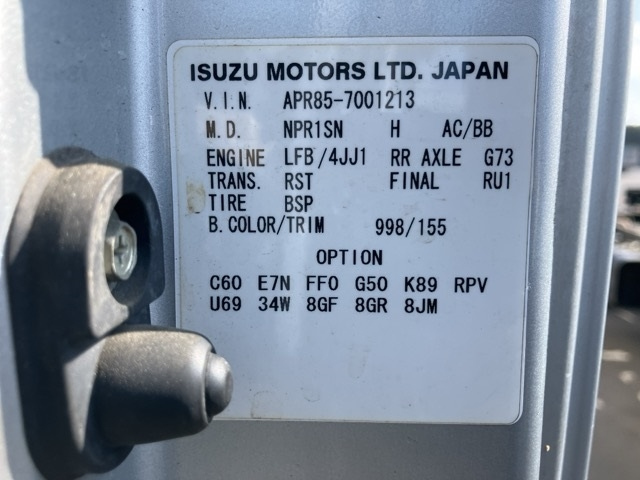 ISUZU MOTORS LTD. JAPAN
V.I.N. APR85-7001213
M.D. NPR1SN H AC/BB
ENGINE LFB/4JJ1 RR AXLE G73
TRANS. RST FINAL RU1
TIRE BSP
B.COLOR/TRIM 998/155
OPTION
C60 E7N FF0 G50 K89 RPV
U69 34W 8GF 8GR 8JM